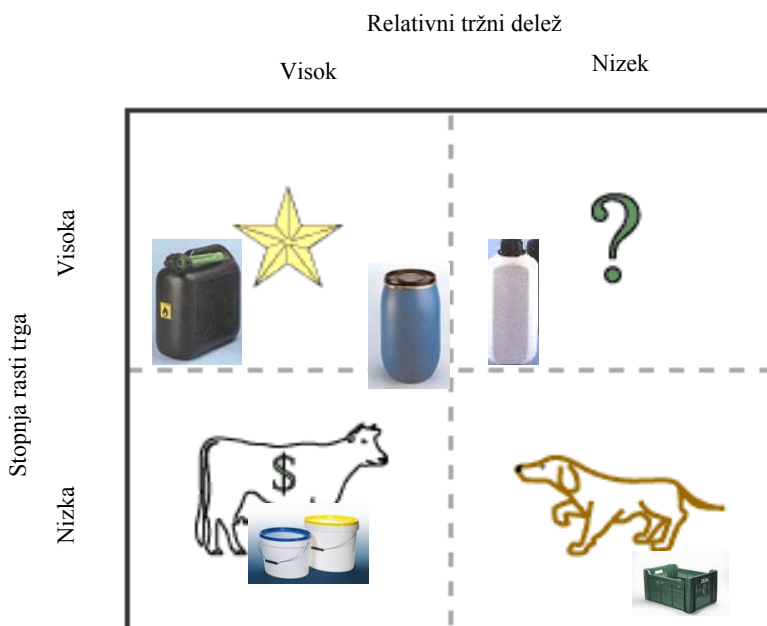 Relativni tržni delež
Visok
Nizek
Stopnja rasti trga
Visoka
Nizka
?
$